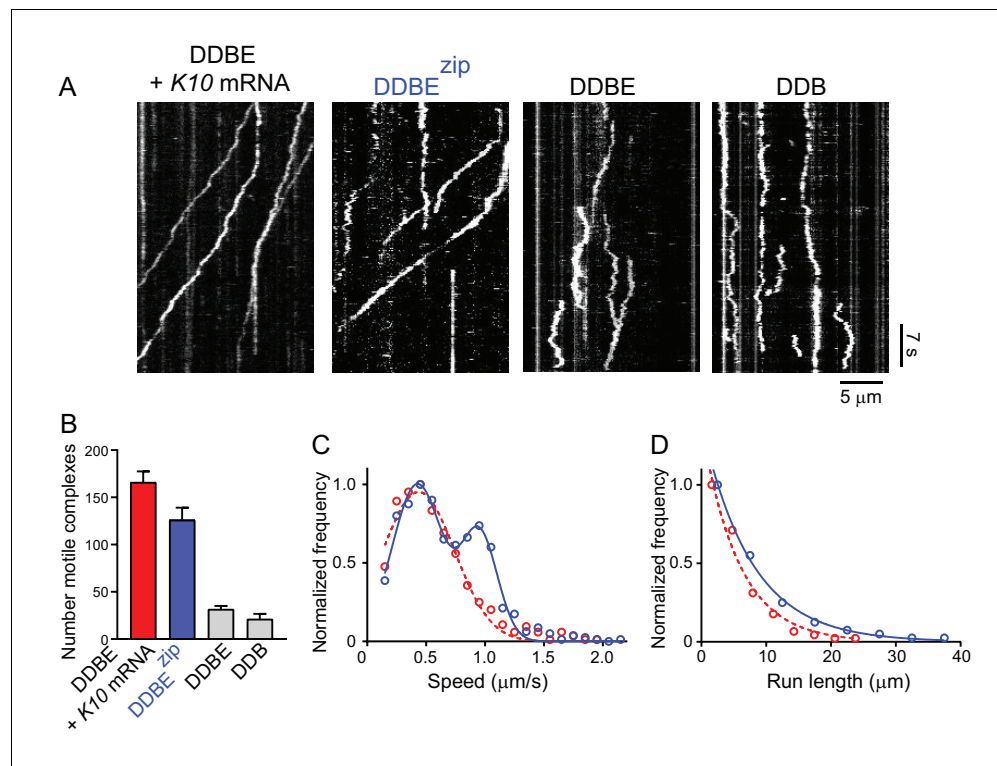 A
DDBE
+ K10 mRNA
DDBE zip
DDBE
DDB
7 s
5 μm
B
Number motile complexes
200
150
100
50
0
DDBE
+ K10 mRNA
DDBE zip
DDBE
DDB
C
Normalized frequency
1.0
0.5
0
0 0.5 1.0 1.5 2.0
Speed (μm/s)
D
Normalized frequency
1.0
0.5
0
0 10 20 30 40
Run length (μm)